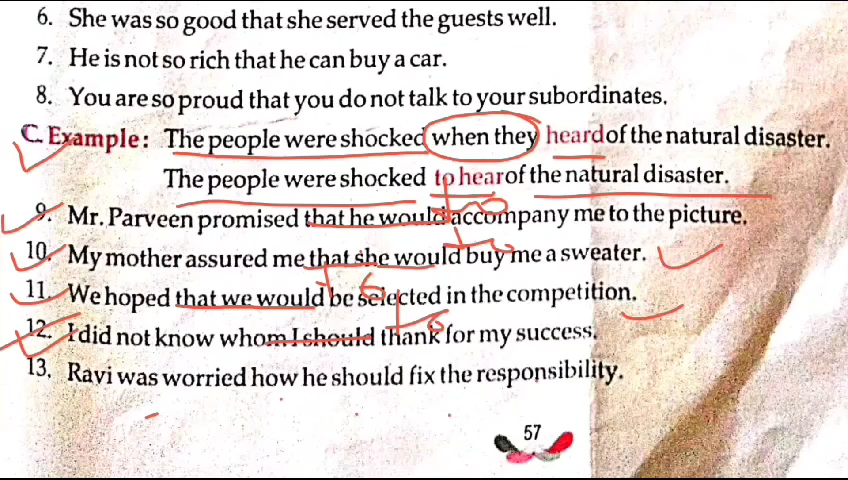 6. She was so good that she served the guests well.
7. He is not so rich that he can buy a car.
8. You are so proud that you do not talk to your subordinates.
C. Example: The people were shocked when they heard of the natural disaster.
The people were shocked to hear of the natural disaster.
to
9. Mr. Parveen promised that he would accompany me to the picture.
to
10. My mother assured me that she would buy me a sweater.
to
11. We hoped that we would be selected in the competition.
to
12. I did not know whom I should thank for my success.
13. Ravi was worried how he should fix the responsibility.
57